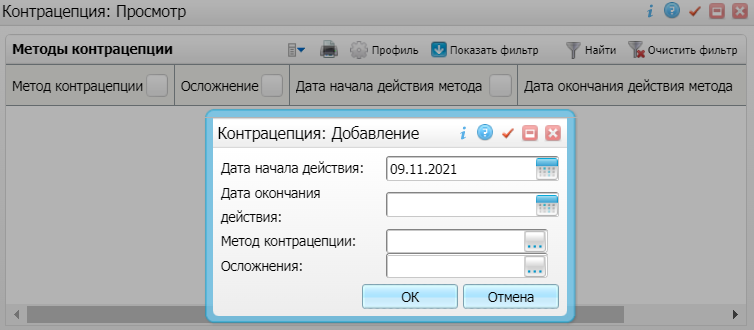 Контрацепция: Просмотр
Методы контрацепции Профиль Показать фильтр Найти Очистить фильтр
Метод контрацепции Осложнение Дата начала действия метода Дата окончания действия метода
Контрацепция: Добавление
Дата начала действия: 09.11.2021
Дата окончания
действия:
Метод контрацепции: ...
Осложнения: ...
ОК Отмена